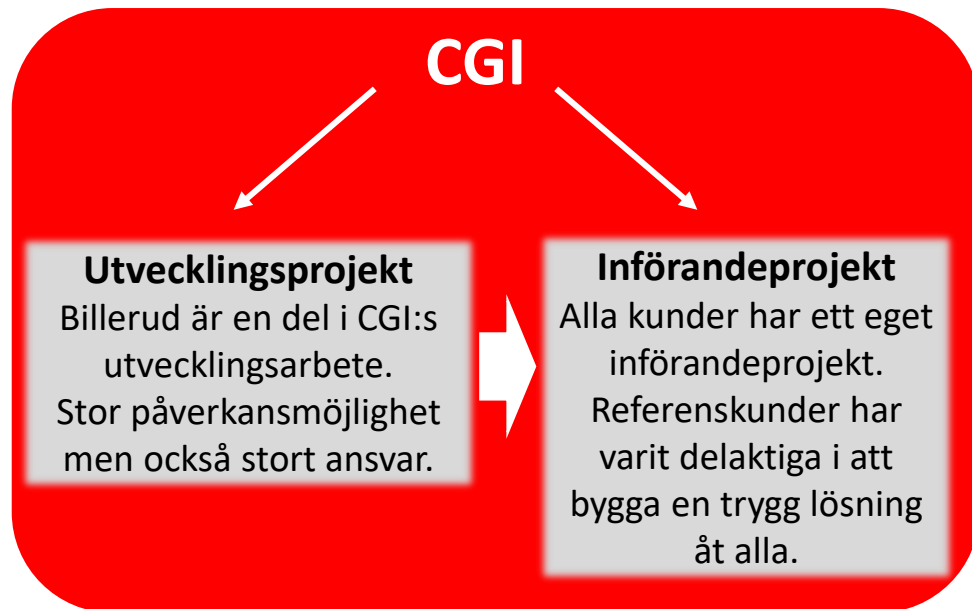 CGI
Utvecklingsprojekt
Billerud är en del i CGI:s
utvecklingsarbete.
Stor påverkansmöjlighet
men också stort ansvar.
Införandeprojekt
Alla kunder har ett eget
införandeprojekt.
Referenskunder har
varit delaktiga i att
bygga en trygg lösning
åt alla.